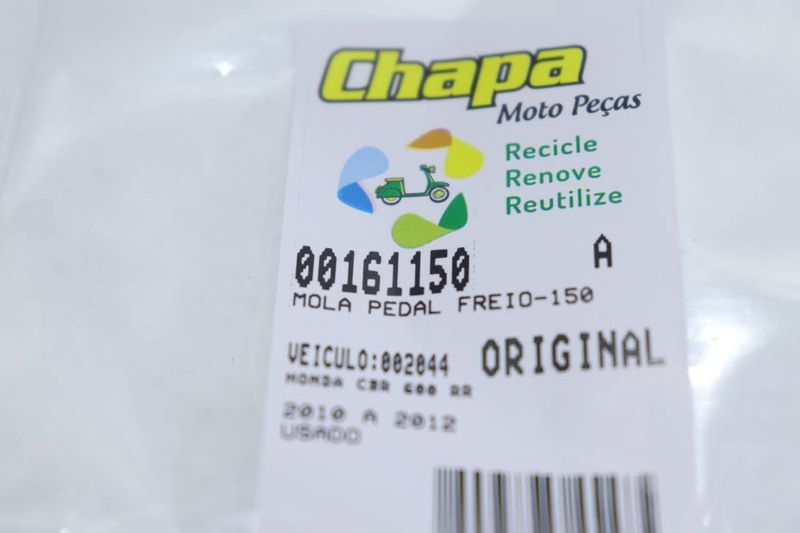 Chapa
Moto Peças
Recicle
Renove
Reutilize
00161150 A
MOLA PEDAL FREIO-150
VEICULO:002044 ORIGINAL
HONDA CBR 600 RR
2010 A 2012
USADO